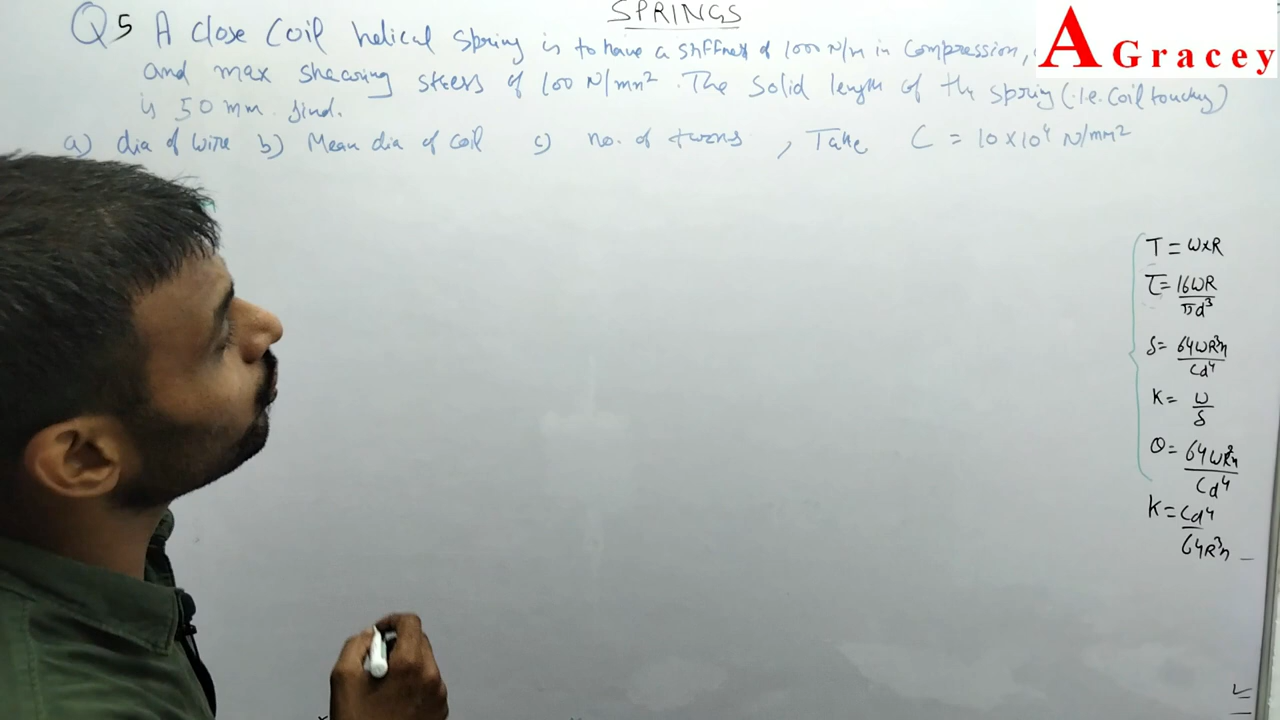 SPRINGS
A Gracey
Q5 A close coil helical spring is to have a stiffness of 1000 N/m in compression,
and max shearing stress of 100 N/mm². The solid length of the spring (i.e. coil touching)
is 50 mm. find.
a) dia of wire b) Mean dia of coil c) no. of turns , Take C = 10×10⁴ N/mm²
T = W×R
τ = 16WR / πd³
δ = 64WR³n / Cd⁴
K = W / δ
θ = 64WR²n / Cd⁴
K = Cd⁴ / 64R³n